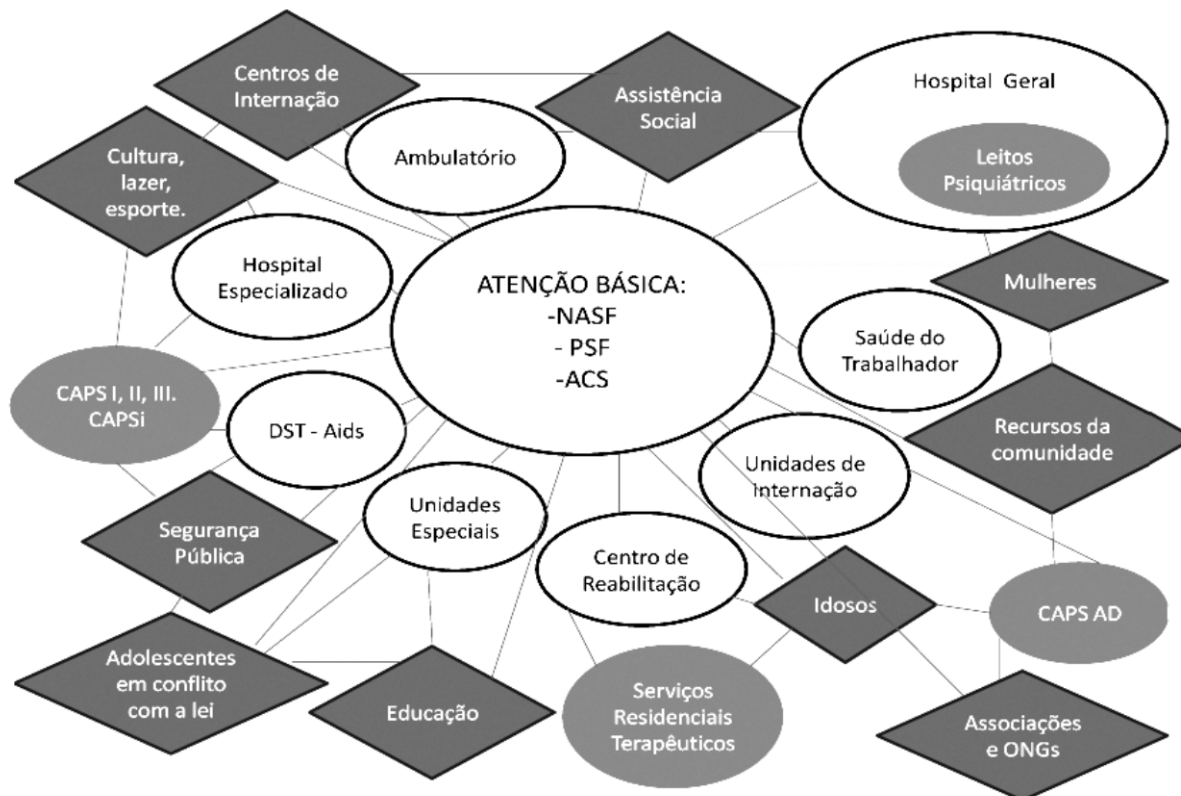 Centros de
Internação
Assistência
Social
Hospital Geral
Leitos
Psiquiátricos
Cultura,
lazer,
esporte.
Ambulatório
Hospital
Especializado
ATENÇÃO BÁSICA:
-NASF
- PSF
-ACS
Mulheres
Saúde do
Trabalhador
CAPS I, II, III.
CAPSi
DST - Aids
Recursos da
comunidade
Unidades de
internação
Unidades
Especiais
Segurança
Pública
Centro de
Reabilitação
Idosos
CAPS AD
Adolescentes
em conflito
com a lei
Educação
Serviços
Residenciais
Terapêuticos
Associações
e ONGs